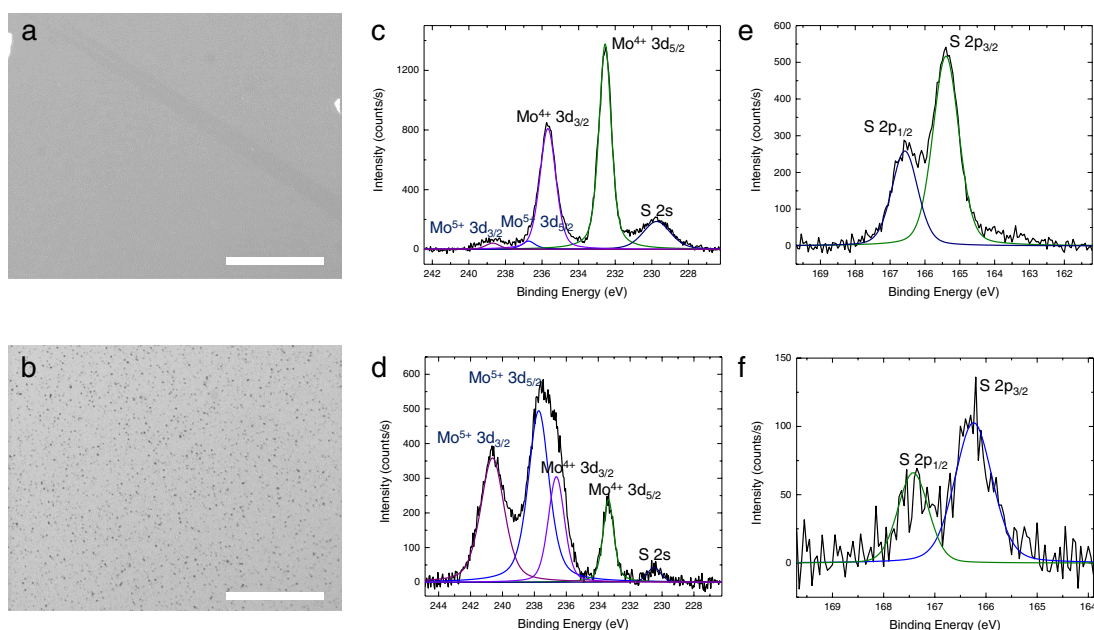 a
c
Mo⁴⁺ 3d₅/₂
Mo⁴⁺ 3d₃/₂
Mo⁵⁺ 3d₃/₂
Mo⁵⁺ 3d₅/₂
S 2s
1200
800
400
0
Intensity (counts/s)
242 240 238 236 234 232 230 228
Binding Energy (eV)
e
S 2p₃/₂
S 2p₁/₂
600
500
400
300
200
100
0
Intensity (counts/s)
169 168 167 166 165 164 163 162
Binding Energy (eV)
b
d
Mo⁵⁺ 3d₅/₂
Mo⁵⁺ 3d₃/₂
Mo⁴⁺ 3d₃/₂
Mo⁴⁺ 3d₅/₂
S 2s
600
500
400
300
200
100
0
Intensity (counts/s)
244 242 240 238 236 234 232 230 228
Binding Energy (eV)
f
S 2p₃/₂
S 2p₁/₂
150
100
50
0
Intensity (counts/s)
169 168 167 166 165 164
Binding Energy (eV)